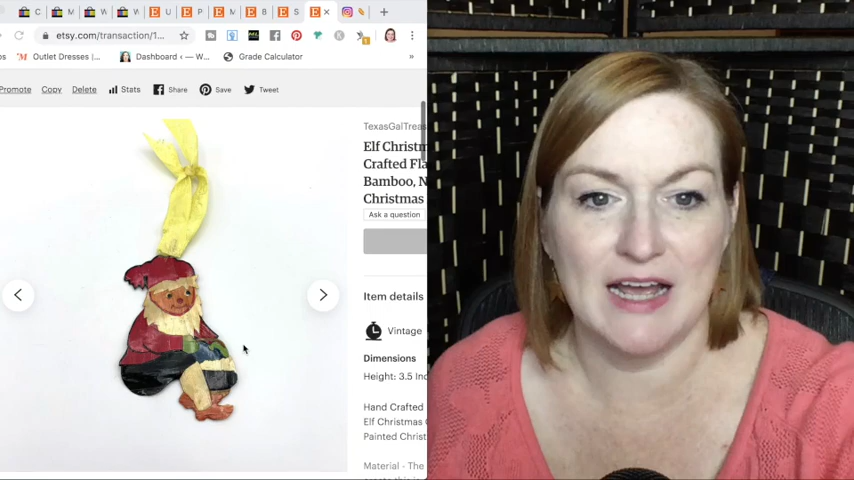 C M W W U P M B S
etsy.com/transaction/1...
os Outlet Dresses [...] Dashboard ‹ — W... Grade Calculator »
Promote Copy Delete Stats Share Save Tweet
TexasGalTreas
Elf Christm
Crafted Fla
Bamboo, N
Christmas
Ask a question
Item details
Vintage
Dimensions
Height: 3.5 Inc
Hand Crafted
Elf Christmas
Painted Christ
Material - The